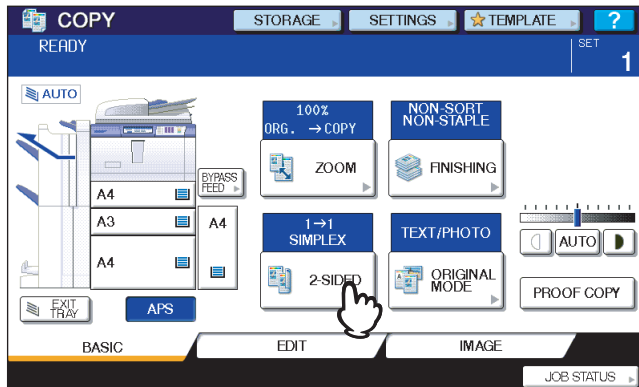 COPY
STORAGE
SETTINGS
TEMPLATE
?
READY
SET
1
AUTO
100%
ORG. →COPY
ZOOM
NON-SORT
NON-STAPLE
FINISHING
BYPASS
FEED
A4
A3
A4
A4
1→1
SIMPLEX
2-SIDED
TEXT/PHOTO
ORIGINAL
MODE
AUTO
PROOF COPY
EXIT
TRAY
APS
BASIC
EDIT
IMAGE
JOB STATUS